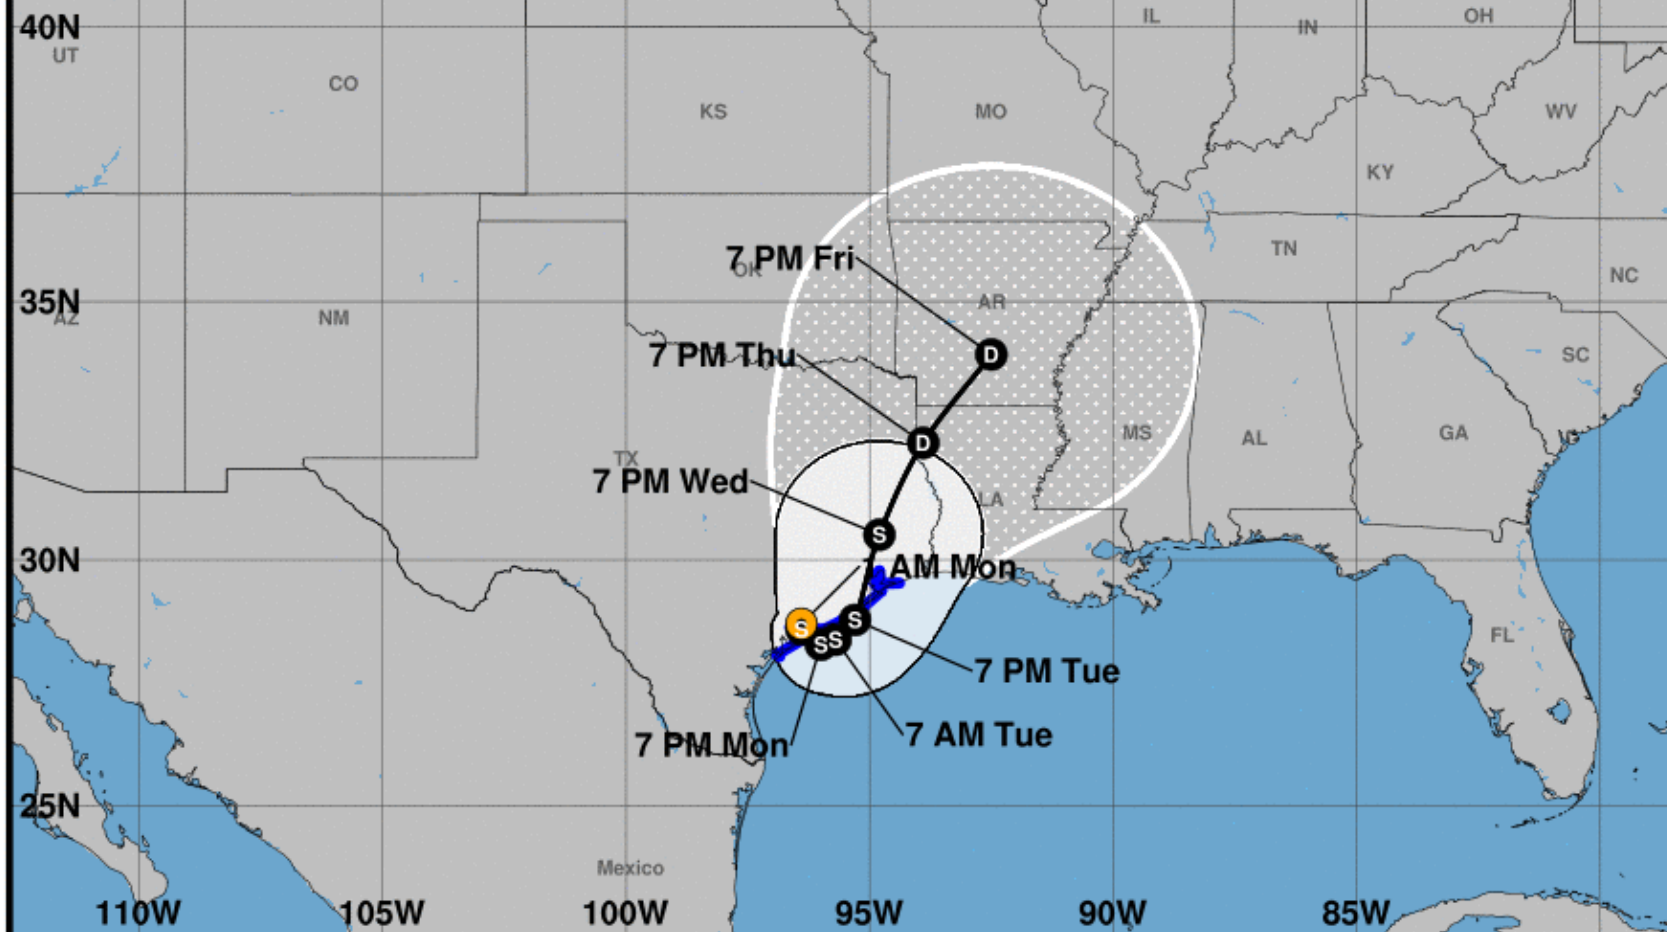 40N
IL
IN
OH
UT
CO
KS
MO
WV
KY
7 PM Fri
OK
TN
NC
35N
AZ
NM
AR
7 PM Thu
SC
MS
AL
GA
TX
7 PM Wed
LA
D
D
S
30N
AM Mon
S
S
S
S
FL
7 PM Tue
7 AM Tue
7 PM Mon
25N
Mexico
110W
105W
100W
95W
90W
85W